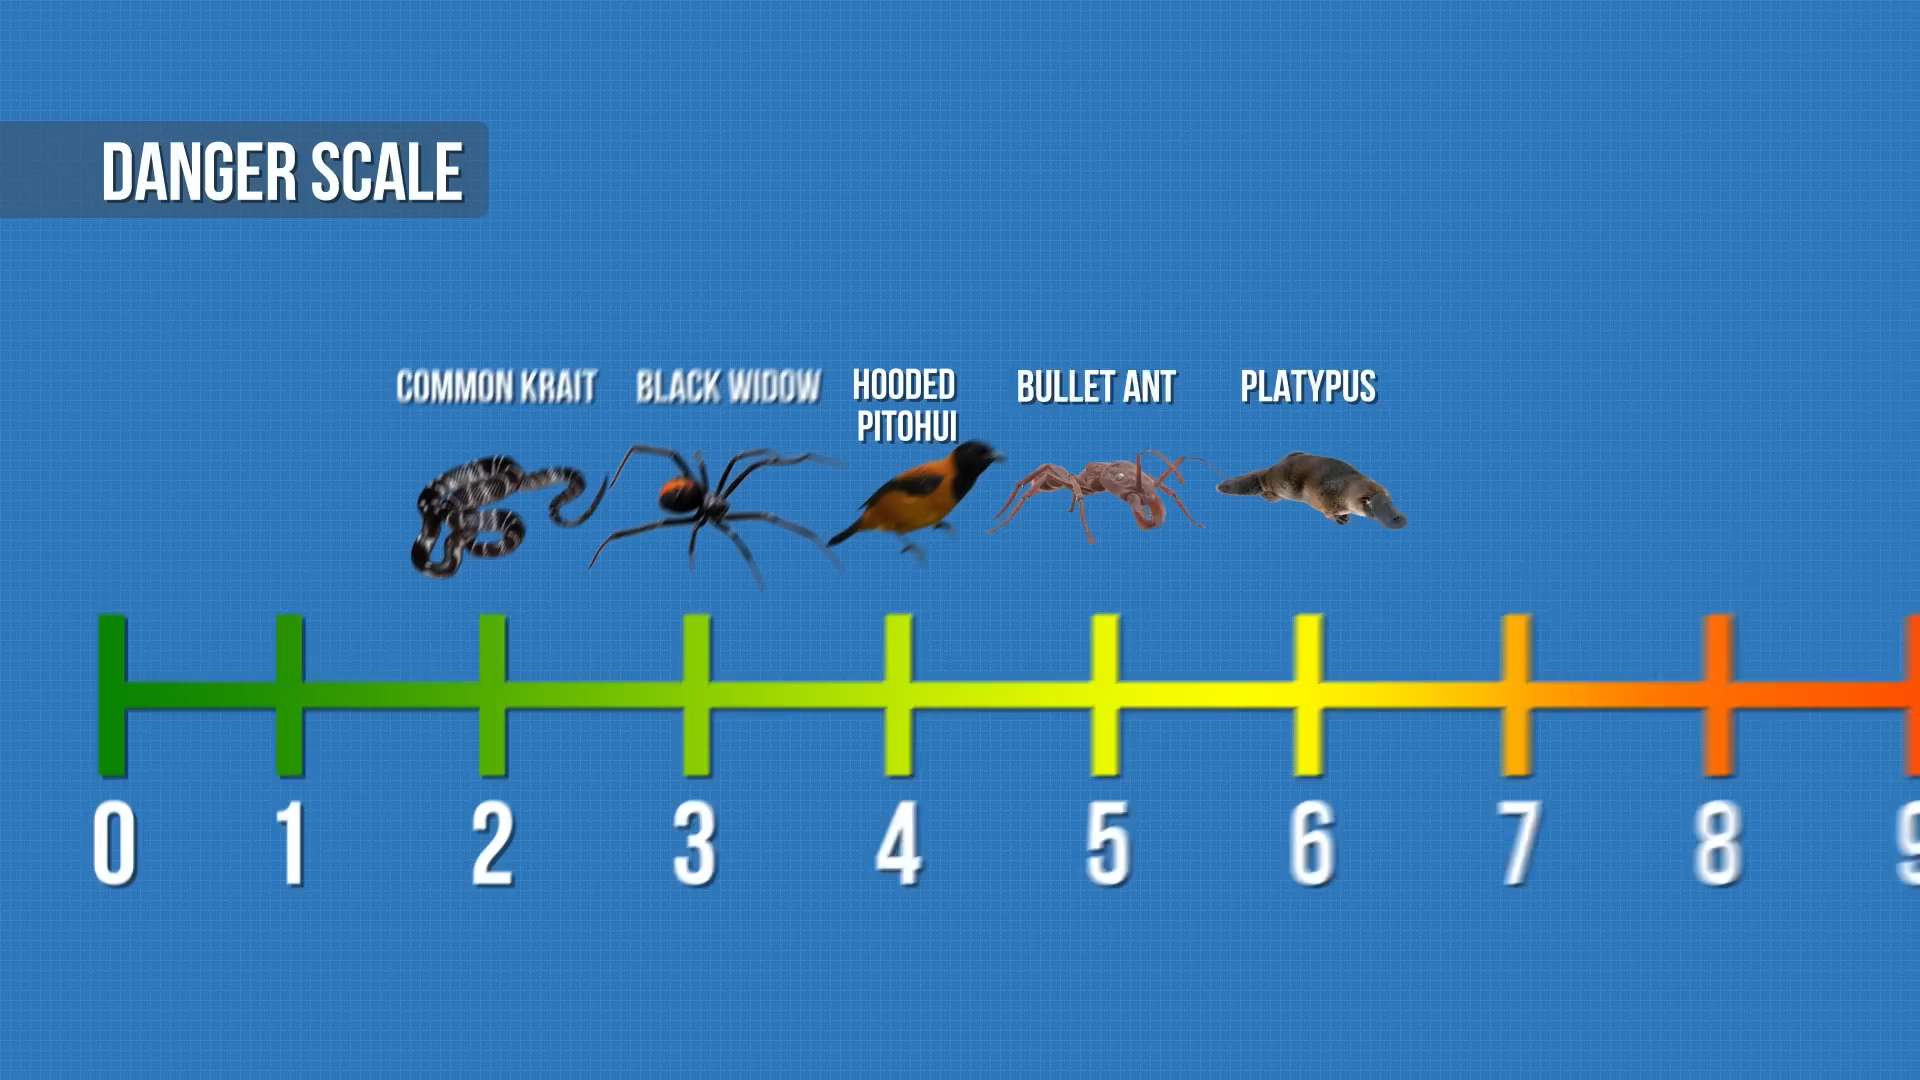 DANGER SCALE
COMMON KRAIT
BLACK WIDOW
HOODED
PITOHUI
BULLET ANT
PLATYPUS
0 1 2 3 4 5 6 7 8 9